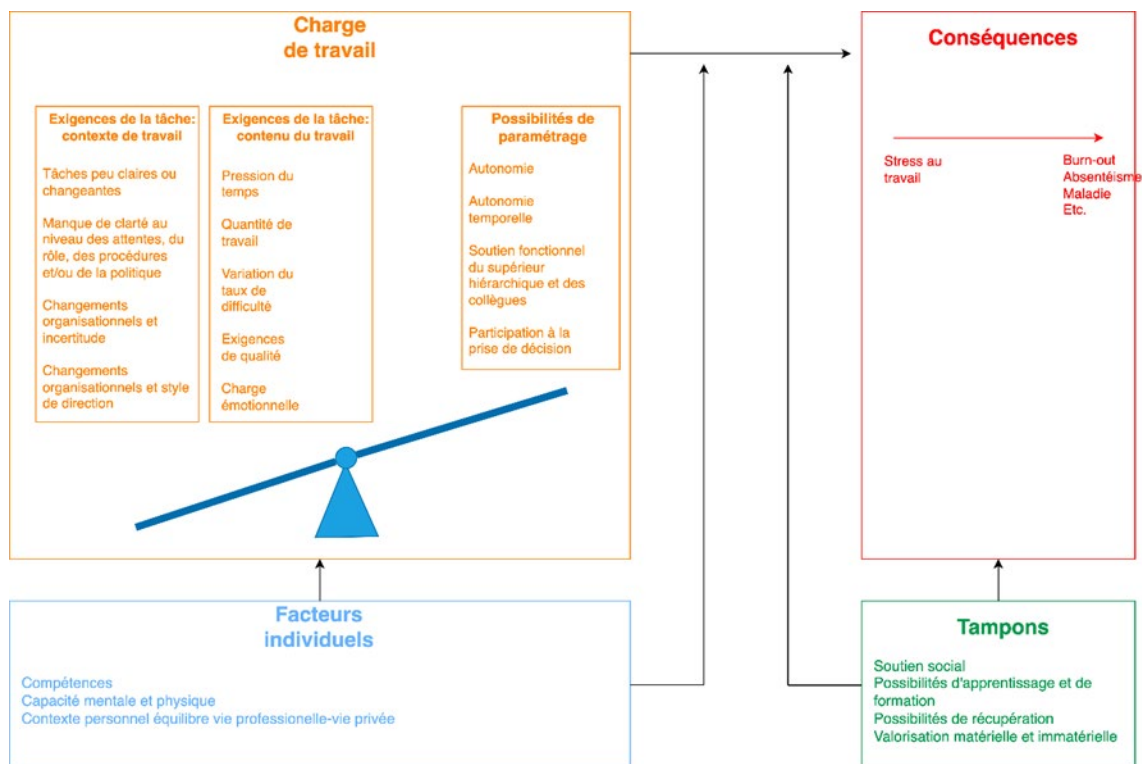 Charge
de travail
Exigences de la tâche:
contexte de travail
Tâches peu claires ou
changeantes
Manque de clarté au
niveau des attentes, du
rôle, des procédures
et/ou de la politique
Changements
organisationnels et
incertitude
Changements
organisationnels et style
de direction
Exigences de la tâche:
contenu du travail
Pression du
temps
Quantité de
travail
Variation du
taux de
difficulté
Exigences
de qualité
Charge
émotionnelle
Possibilités de
paramétrage
Autonomie
Autonomie
temporelle
Soutien fonctionnel
du supérieur
hiérarchique et des
collègues
Participation à la
prise de décision
Conséquences
Stress au
travail
Burn-out
Absentéisme
Maladie
Etc.
Facteurs
individuels
Compétences
Capacité mentale et physique
Contexte personnel équilibre vie professionelle-vie privée
Tampons
Soutien social
Possibilités d'apprentissage et de
formation
Possibilités de récupération
Valorisation matérielle et immatérielle